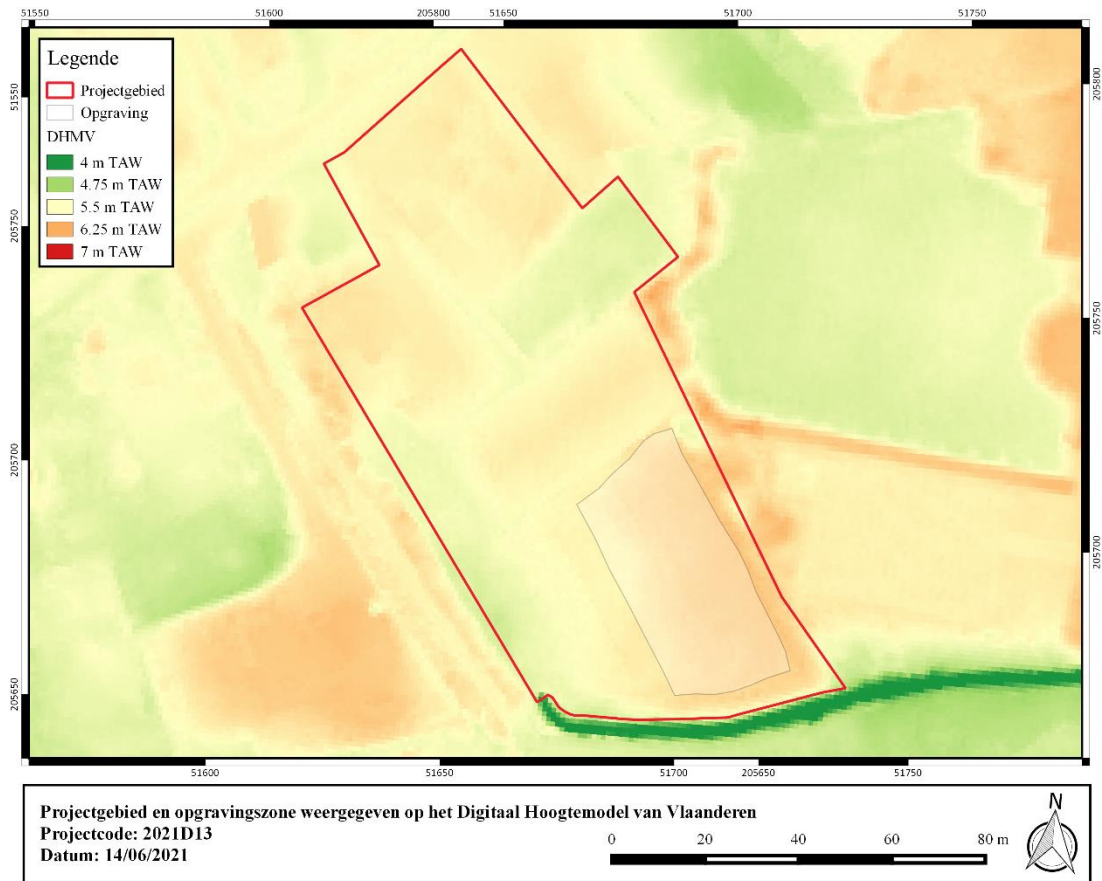 51550
51600
205800
51650
51700
51750
Legende
Projectgebied
Opgraving
DHMV
4 m TAW
4.75 m TAW
5.5 m TAW
6.25 m TAW
7 m TAW
51550
205750
205700
205650
205800
205750
205700
51600
51650
51700
205650
51750
Projectgebied en opgravingszone weergegeven op het Digitaal Hoogtemodel van Vlaanderen
Projectcode: 2021D13
Datum: 14/06/2021
0 20 40 60 80 m
N